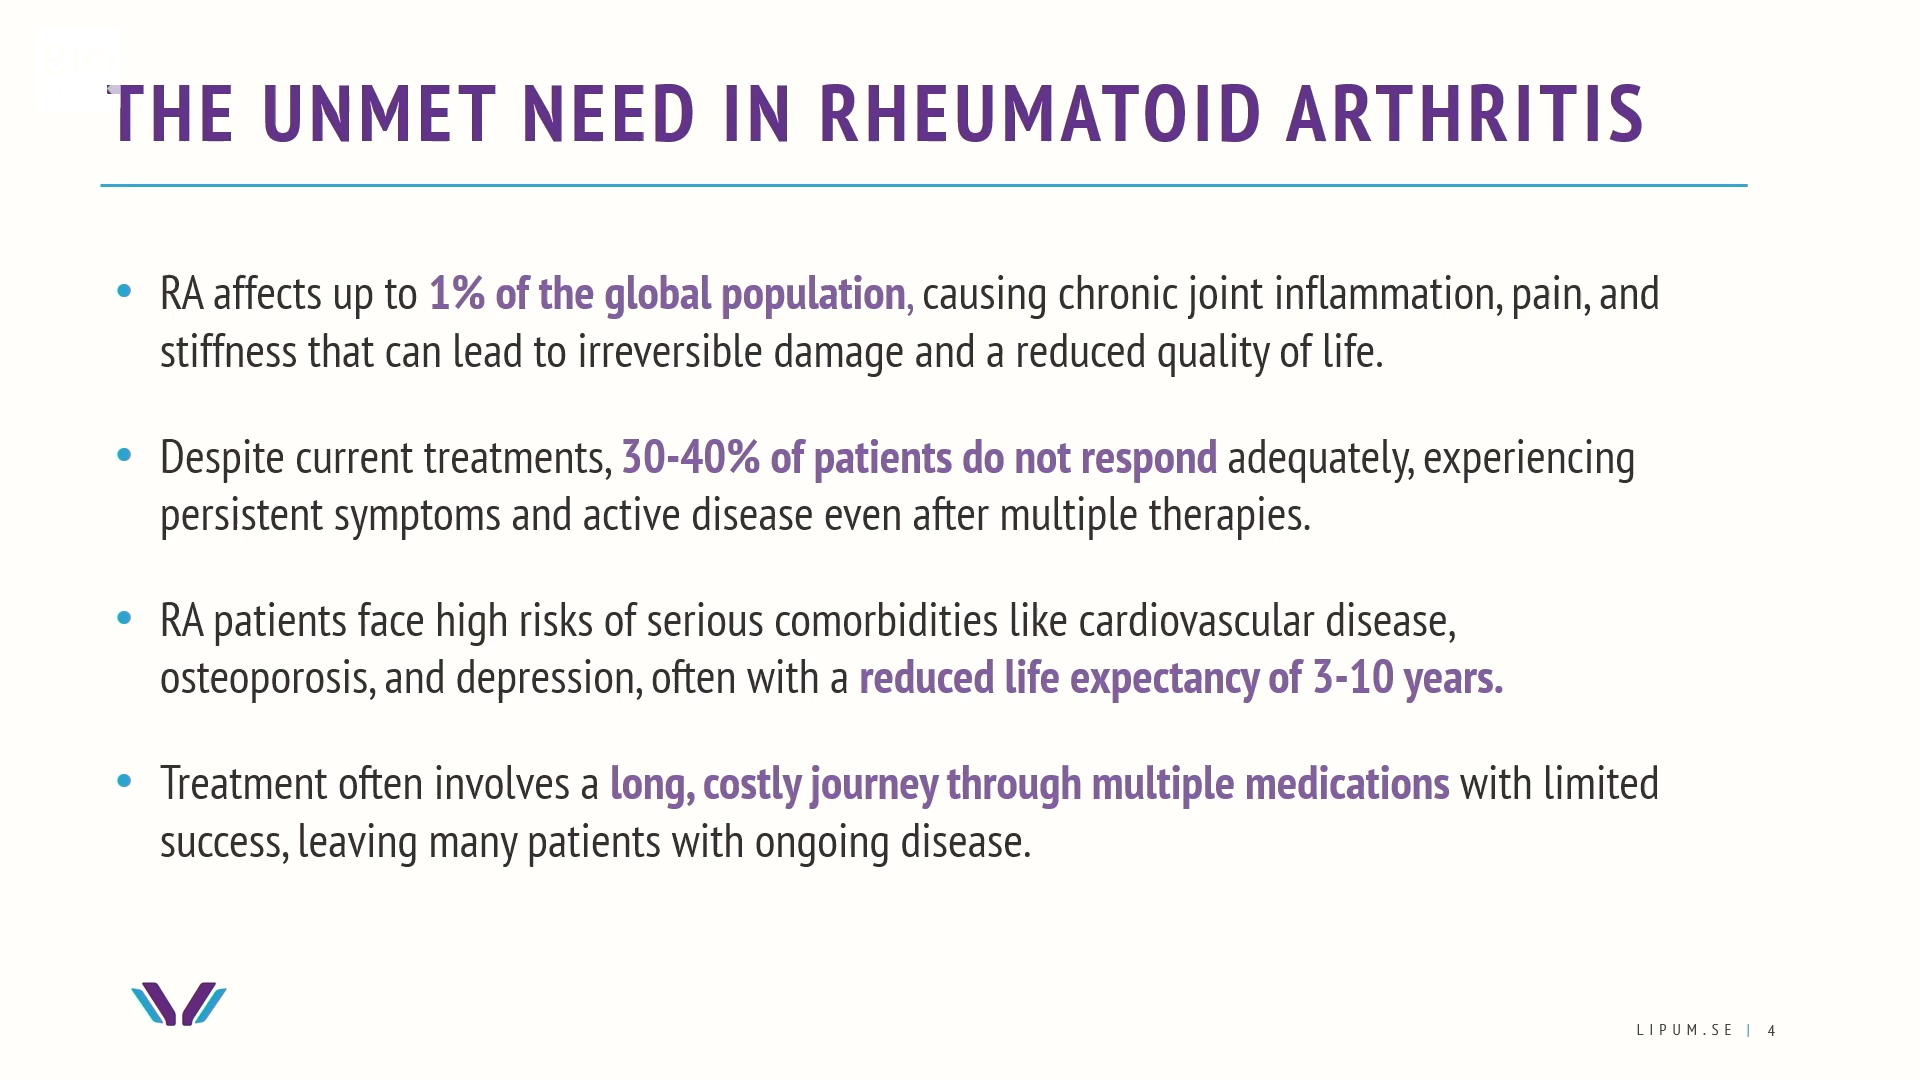 THE UNMET NEED IN RHEUMATOID ARTHRITIS
• RA affects up to 1% of the global population, causing chronic joint inflammation, pain, and
stiffness that can lead to irreversible damage and a reduced quality of life.
• Despite current treatments, 30-40% of patients do not respond adequately, experiencing
persistent symptoms and active disease even after multiple therapies.
• RA patients face high risks of serious comorbidities like cardiovascular disease,
osteoporosis, and depression, often with a reduced life expectancy of 3-10 years.
• Treatment often involves a long, costly journey through multiple medications with limited
success, leaving many patients with ongoing disease.
LIPUM.SE | 4